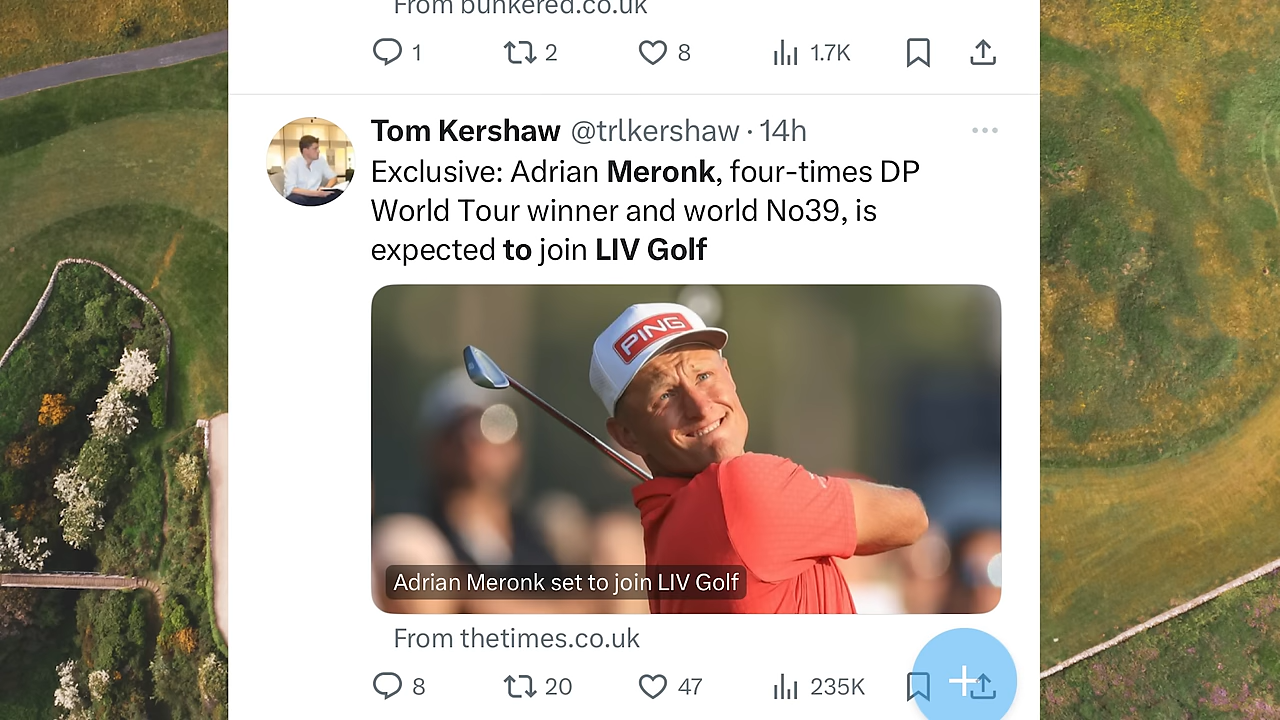 From bunkered.co.uk
1 2 8 1.7K
Tom Kershaw @trlkershaw · 14h
Exclusive: Adrian Meronk, four-times DP
World Tour winner and world No39, is
expected to join LIV Golf
PING
Adrian Meronk set to join LIV Golf
From thetimes.co.uk
8 20 47 235K